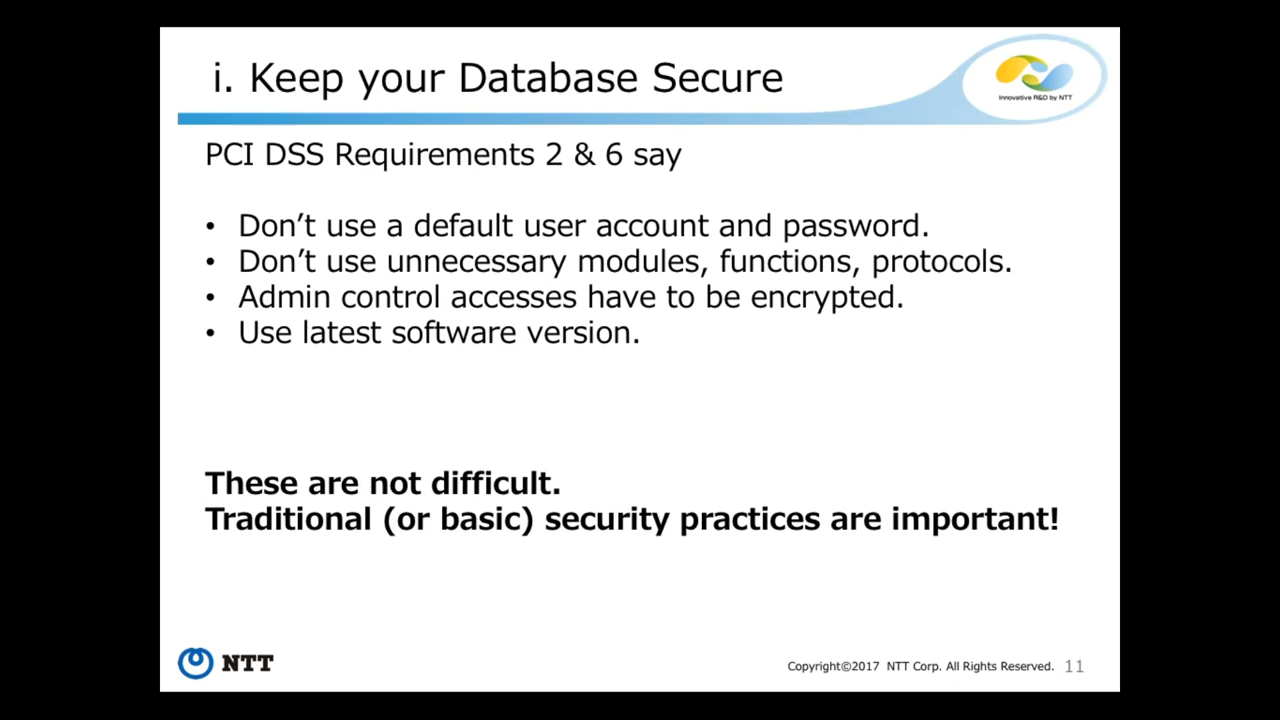 i. Keep your Database Secure
Innovative R&D by NTT
PCI DSS Requirements 2 & 6 say
• Don’t use a default user account and password.
• Don’t use unnecessary modules, functions, protocols.
• Admin control accesses have to be encrypted.
• Use latest software version.
These are not difficult.
Traditional (or basic) security practices are important!
NTT
Copyright©2017 NTT Corp. All Rights Reserved. 11